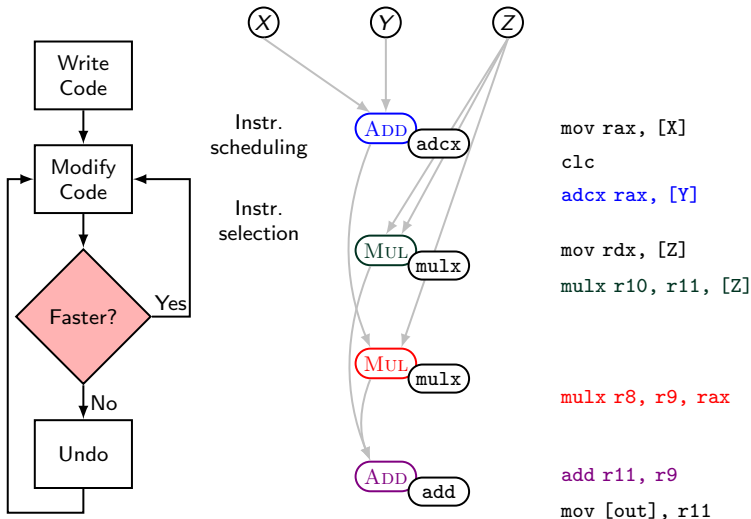 Write
Code
Modify
Code
Faster?
Yes
No
Undo
Instr.
scheduling
Instr.
selection
X
Y
Z
ADD
adcx
MUL
mulx
MUL
mulx
ADD
add
mov rax, [X]
clc
adcx rax, [Y]
mov rdx, [Z]
mulx r10, r11, [Z]
mulx r8, r9, rax
add r11, r9
mov [out], r11